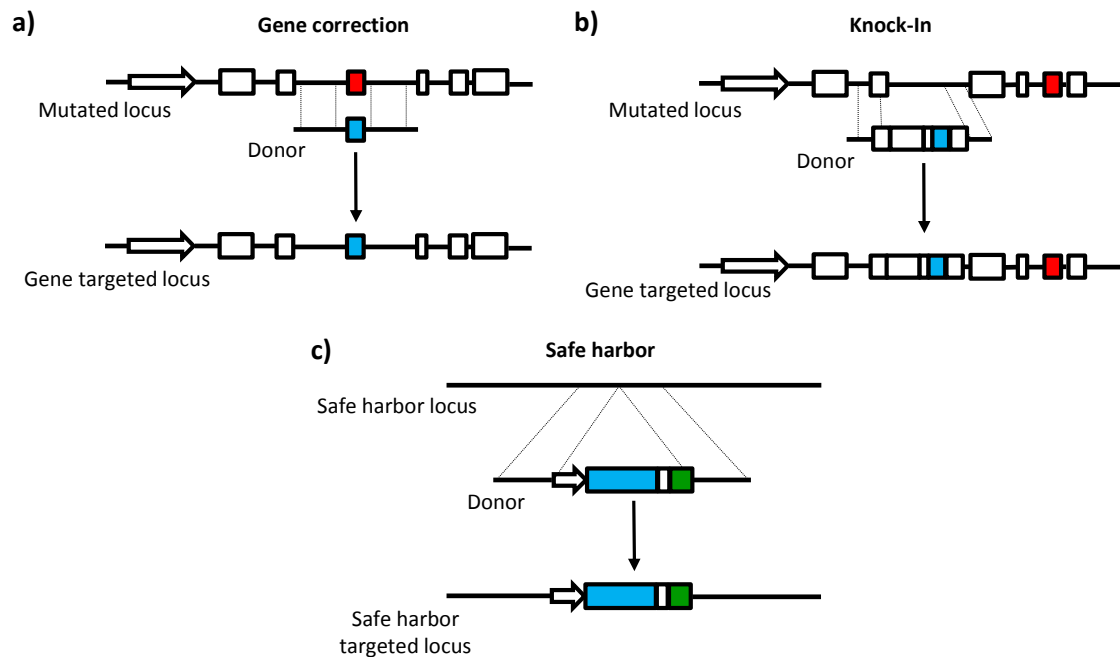 a)
Gene correction
Mutated locus
Donor
Gene targeted locus
b)
Knock-In
Mutated locus
Donor
Gene targeted locus
c)
Safe harbor
Safe harbor locus
Donor
Safe harbor
targeted locus